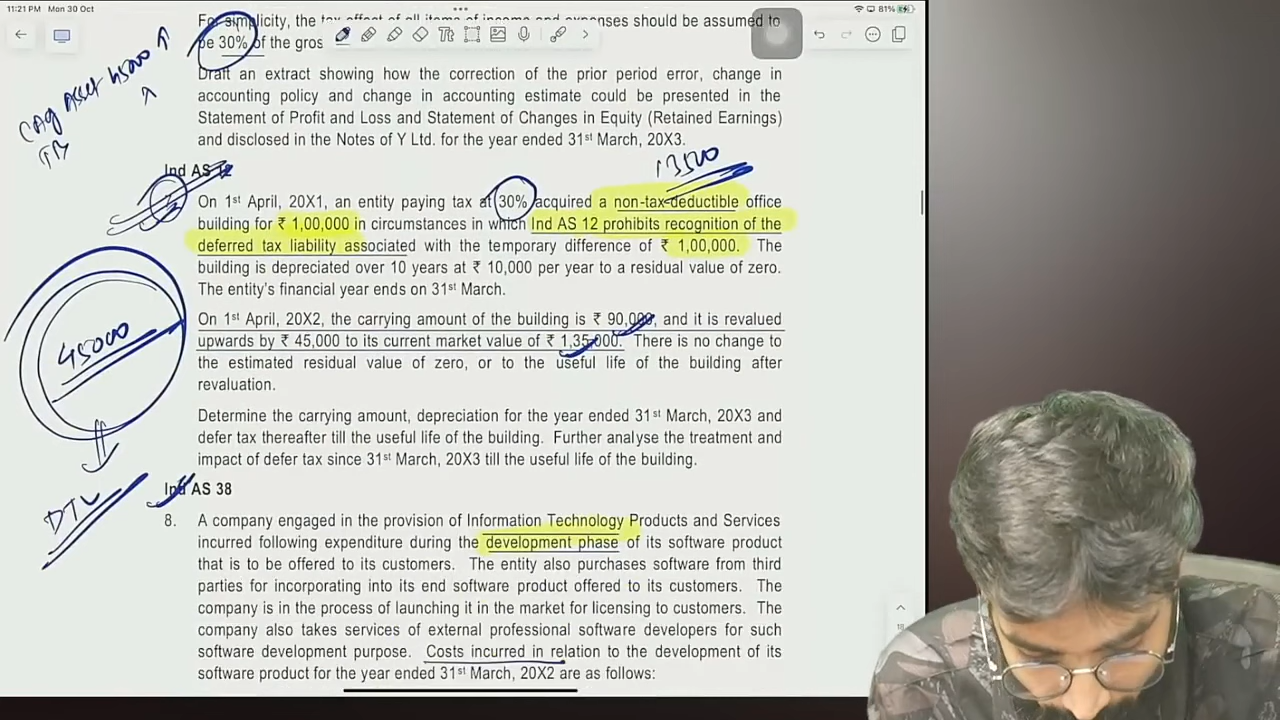 11:21 PM Mon 30 Oct
81%
For simplicity, the tax effect of all items of income and expenses should be assumed to
be 30% of the gros
Draft an extract showing how the correction of the prior period error, change in
accounting policy and change in accounting estimate could be presented in the
Statement of Profit and Loss and Statement of Changes in Equity (Retained Earnings)
and disclosed in the Notes of Y Ltd. for the year ended 31st March, 20X3.
CAg Asset 45000 ↑
TB
13500
Ind AS 12
7. On 1st April, 20X1, an entity paying tax at 30% acquired a non-tax-deductible office
building for ₹ 1,00,000 in circumstances in which Ind AS 12 prohibits recognition of the
deferred tax liability associated with the temporary difference of ₹ 1,00,000. The
building is depreciated over 10 years at ₹ 10,000 per year to a residual value of zero.
The entity's financial year ends on 31st March.
On 1st April, 20X2, the carrying amount of the building is ₹ 90,000, and it is revalued
upwards by ₹ 45,000 to its current market value of ₹ 1,35,000. There is no change to
the estimated residual value of zero, or to the useful life of the building after
revaluation.
45000
Determine the carrying amount, depreciation for the year ended 31st March, 20X3 and
defer tax thereafter till the useful life of the building. Further analyse the treatment and
impact of defer tax since 31st March, 20X3 till the useful life of the building.
DTL
Ind AS 38
8. A company engaged in the provision of Information Technology Products and Services
incurred following expenditure during the development phase of its software product
that is to be offered to its customers. The entity also purchases software from third
parties for incorporating into its end software product offered to its customers. The
company is in the process of launching it in the market for licensing to customers. The
company also takes services of external professional software developers for such
software development purpose. Costs incurred in relation to the development of its
software product for the year ended 31st March, 20X2 are as follows: